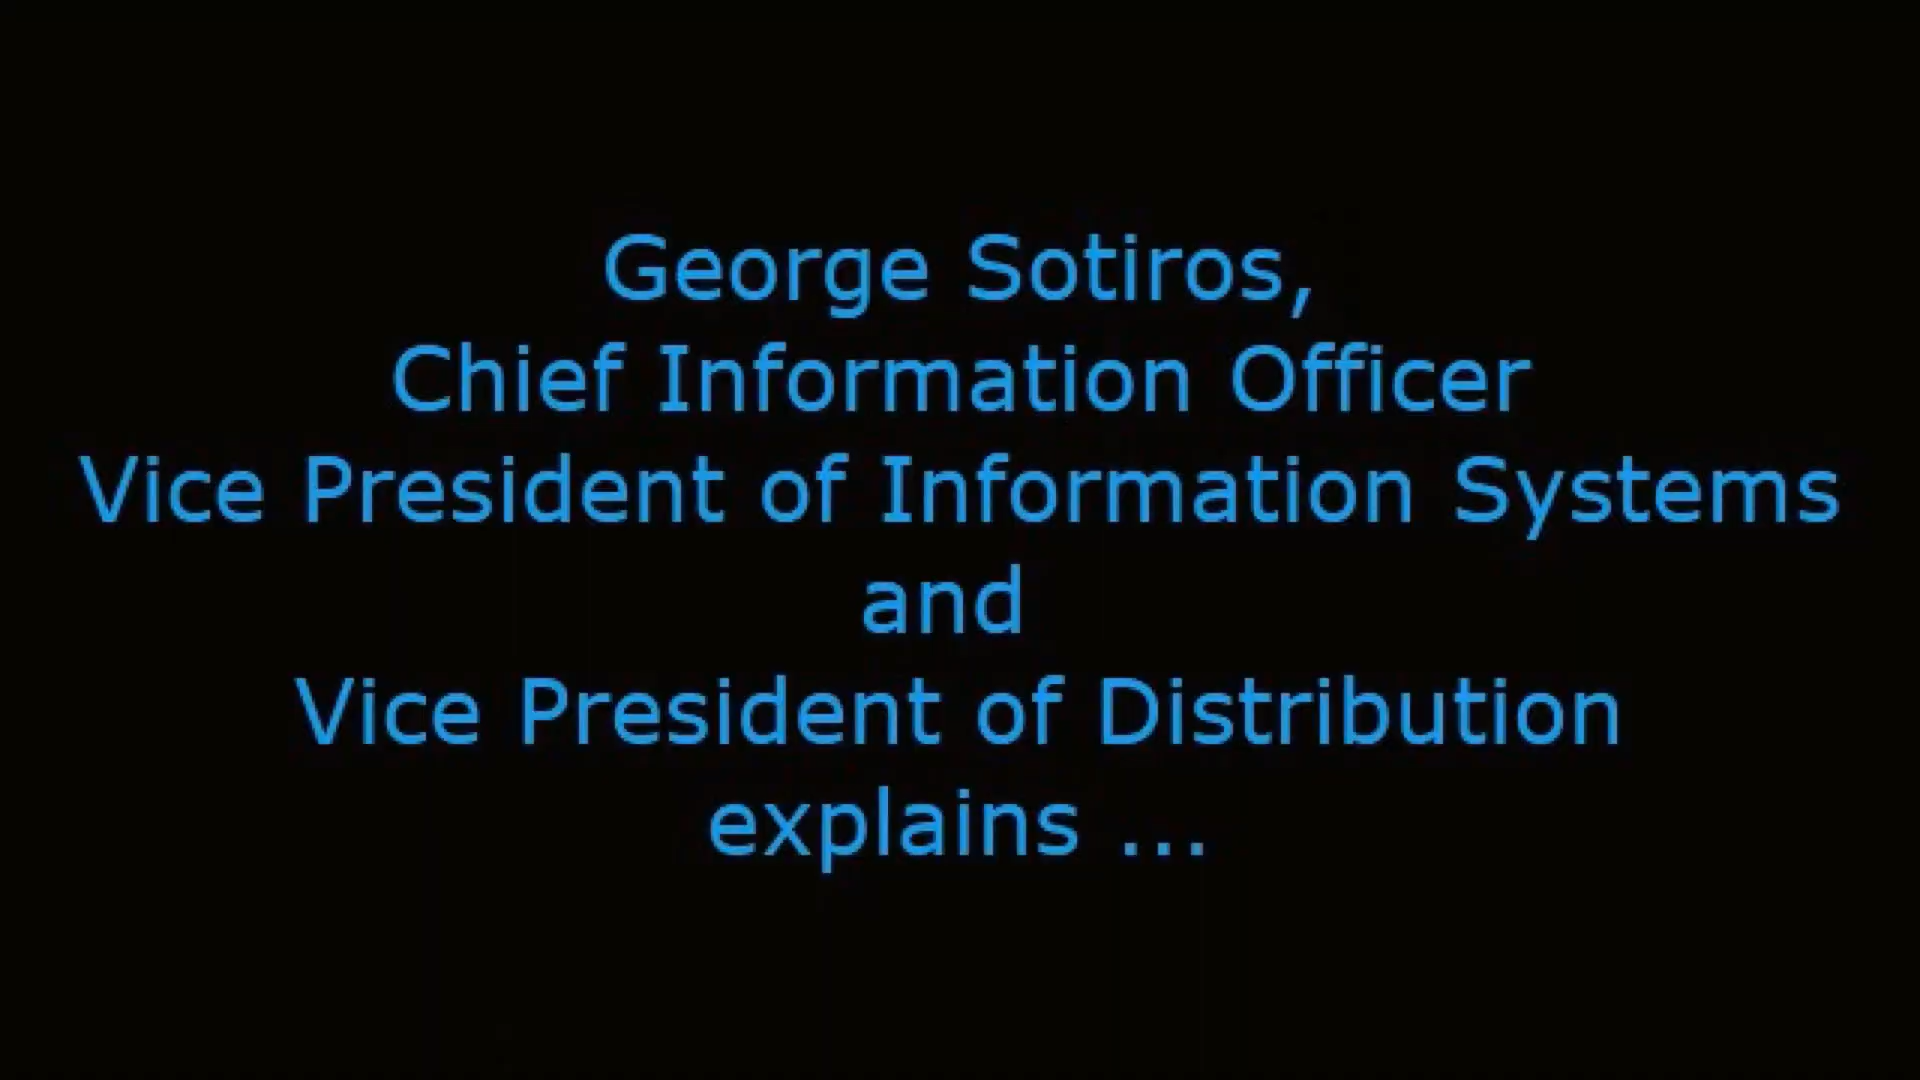 George Sotiros,
Chief Information Officer
Vice President of Information Systems
and
Vice President of Distribution
explains ...